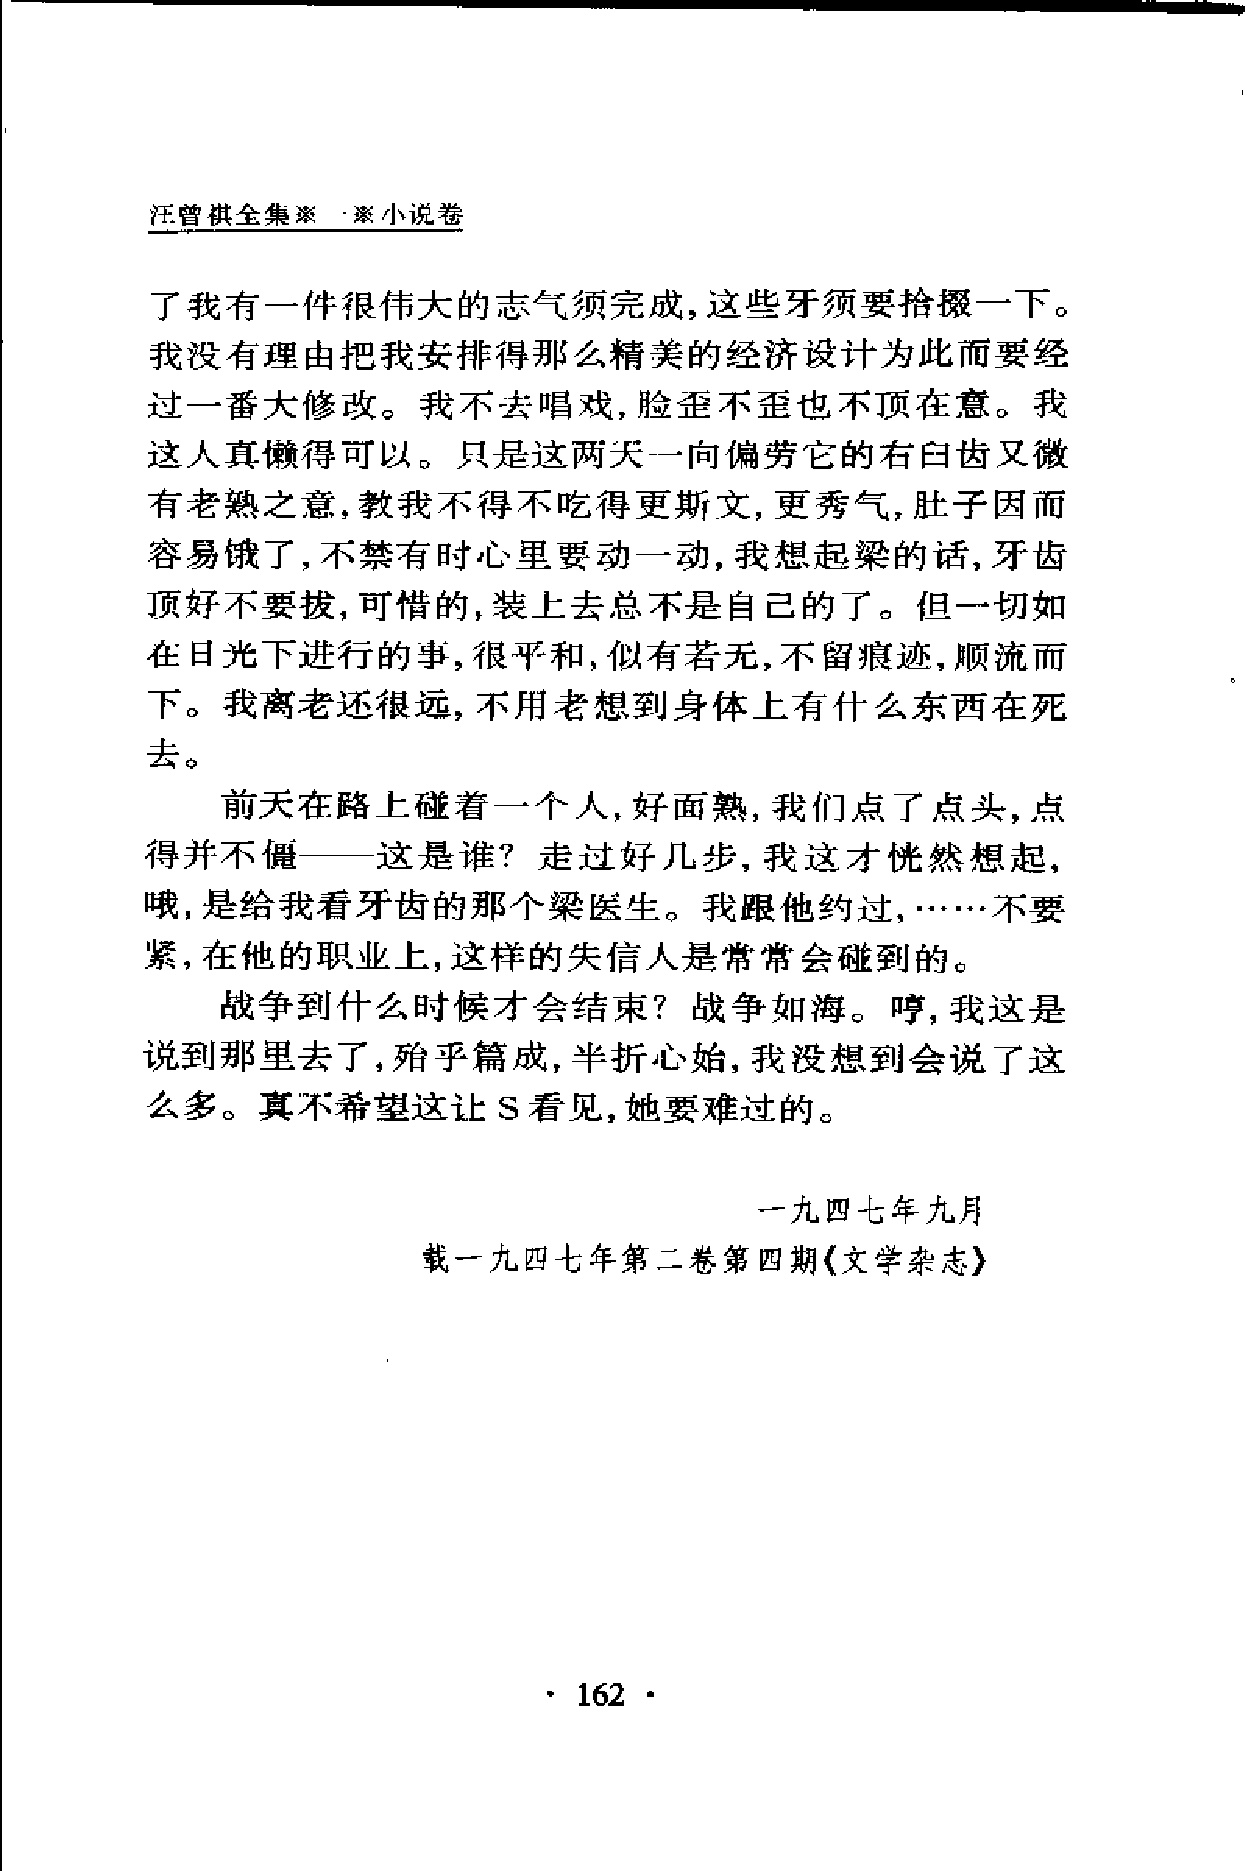 汪曾祺全集※一※小说卷
了我有一件很伟大的志气须完成,这些牙须要拾掇一下。
我没有理由把我安排得那么精美的经济设计为此而要经
过一番大修改。我不去唱戏,脸歪不歪也不顶在意。我
这人真懒得可以。只是这两天一向偏劳它的右臼齿又微
有老熟之意,教我不得不吃得更斯文,更秀气,肚子因而
容易饿了,不禁有时心里要动一动,我想起梁的话,牙齿
顶好不要拔,可惜的,装上去总不是自己的了。但一切如
在日光下进行的事,很平和,似有若无,不留痕迹,顺流而
下。我离老还很远,不用老想到身体上有什么东西在死
去。
前天在路上碰着一个人,好面熟,我们点了点头,点
得并不僵——这是谁?走过好几步,我这才恍然想起,
哦,是给我看牙齿的那个梁医生。我跟他约过,……不要
紧,在他的职业上,这样的失信人是常常会碰到的。
战争到什么时候才会结束?战争如海。哼,我这是
说到那里去了,殆乎篇成,半折心始,我没想到会说了这
么多。真不希望这让S看见,她要难过的。
一九四七年九月
载一九四七年第二卷第四期《文学杂志》
· 162 ·